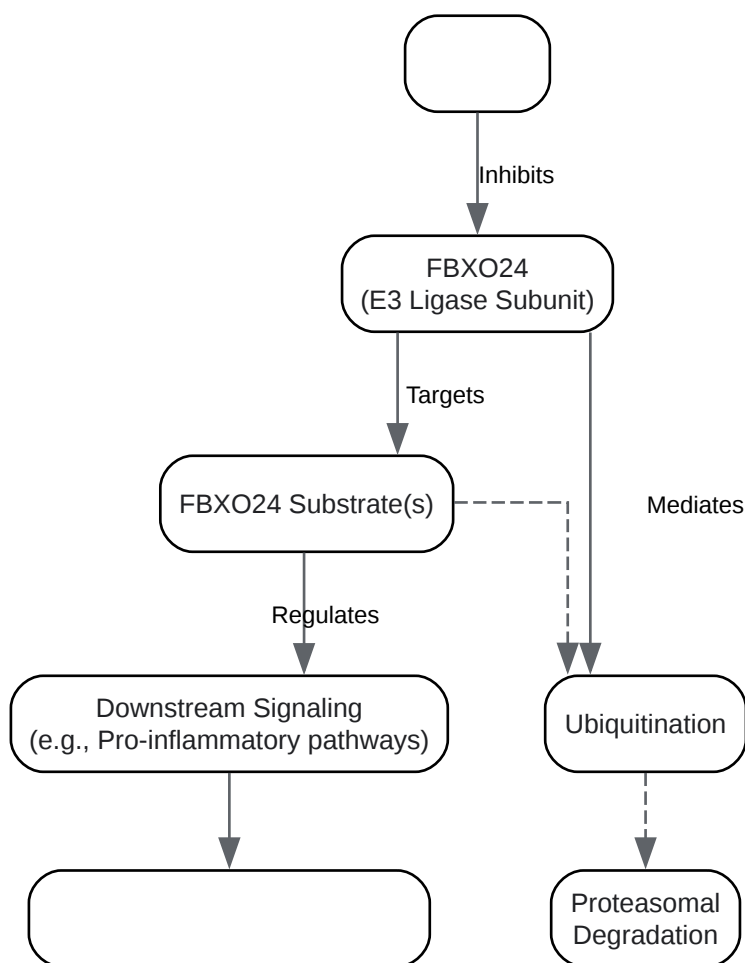 Inhibits
FBXO24
(E3 Ligase Subunit)
Targets
FBXO24 Substrate(s)
Mediates
Regulates
Downstream Signaling
(e.g., Pro-inflammatory pathways)
Ubiquitination
Proteasomal
Degradation